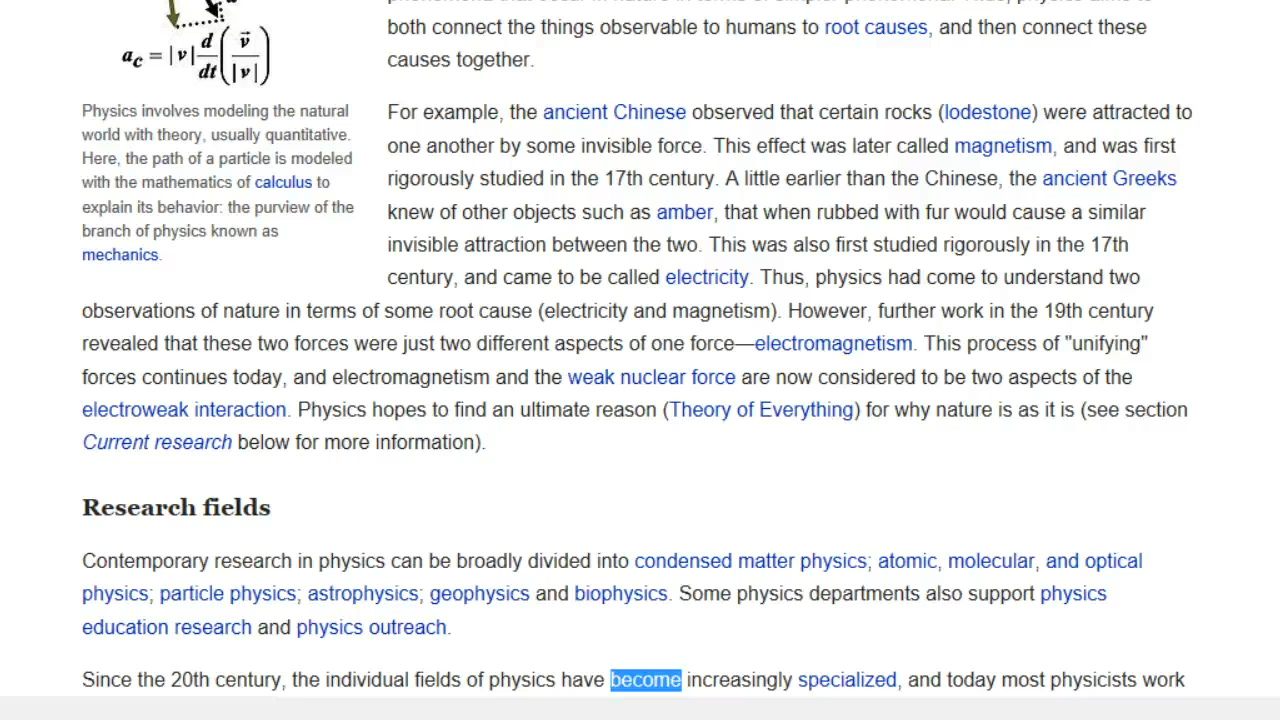 both connect the things observable to humans to root causes, and then connect these
causes together.
a_c = |v| d/dt ( v⃗ / |v| )
Physics involves modeling the natural
world with theory, usually quantitative.
Here, the path of a particle is modeled
with the mathematics of calculus to
explain its behavior: the purview of the
branch of physics known as
mechanics.
For example, the ancient Chinese observed that certain rocks (lodestone) were attracted to
one another by some invisible force. This effect was later called magnetism, and was first
rigorously studied in the 17th century. A little earlier than the Chinese, the ancient Greeks
knew of other objects such as amber, that when rubbed with fur would cause a similar
invisible attraction between the two. This was also first studied rigorously in the 17th
century, and came to be called electricity. Thus, physics had come to understand two
observations of nature in terms of some root cause (electricity and magnetism). However, further work in the 19th century
revealed that these two forces were just two different aspects of one force—electromagnetism. This process of "unifying"
forces continues today, and electromagnetism and the weak nuclear force are now considered to be two aspects of the
electroweak interaction. Physics hopes to find an ultimate reason (Theory of Everything) for why nature is as it is (see section
Current research below for more information).
Research fields
Contemporary research in physics can be broadly divided into condensed matter physics; atomic, molecular, and optical
physics; particle physics; astrophysics; geophysics and biophysics. Some physics departments also support physics
education research and physics outreach.
Since the 20th century, the individual fields of physics have become increasingly specialized, and today most physicists work